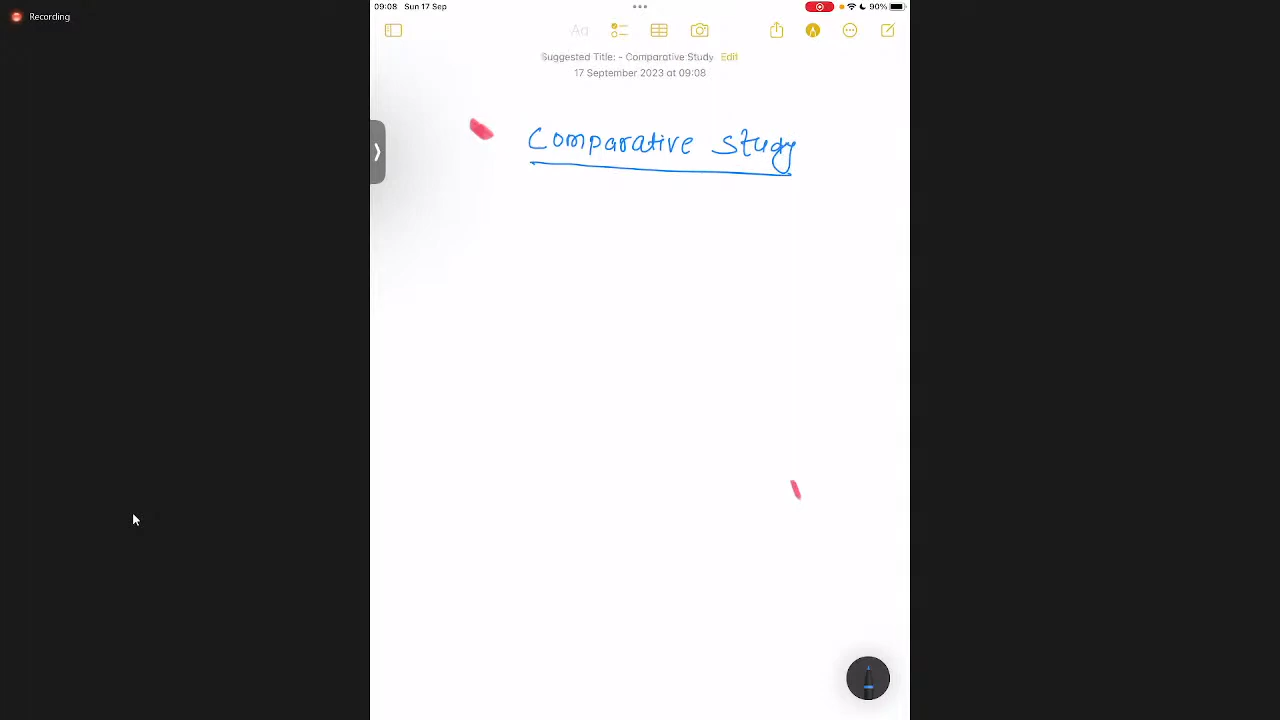 Recording
09:08 Sun 17 Sep
90%
Aa
Suggested Title: - Comparative Study Edit
17 September 2023 at 09:08
Comparative Study